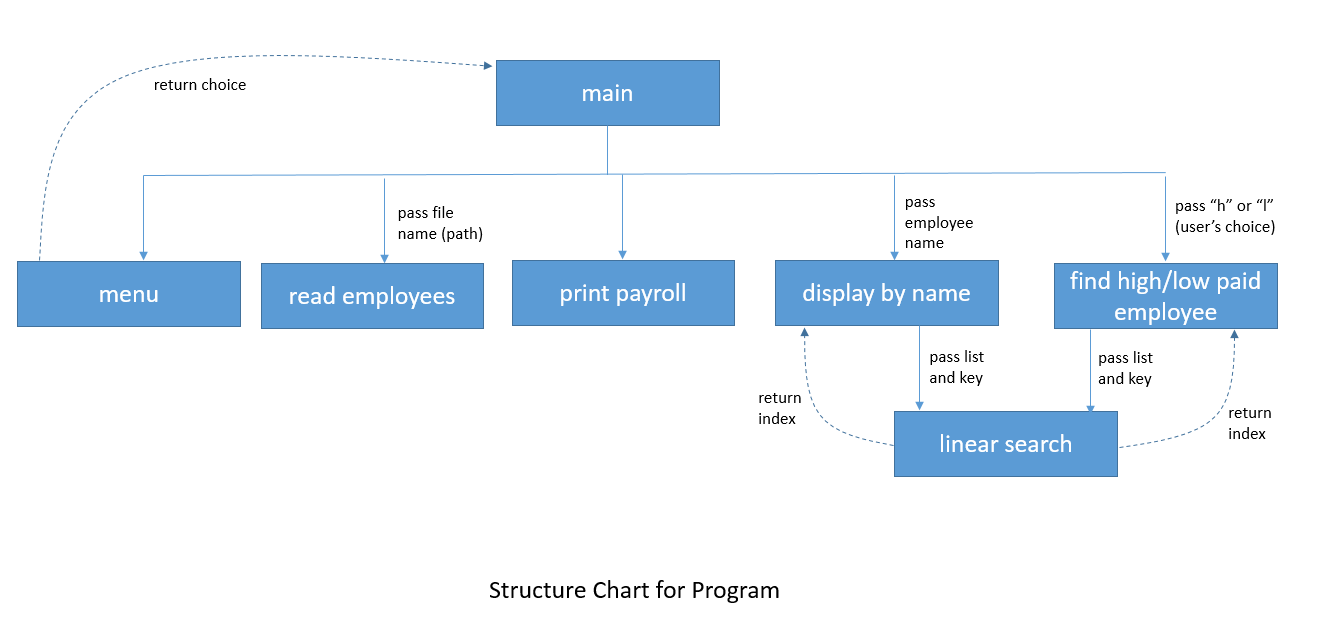 return choice
main
pass file
name (path)
pass
employee
name
pass “h” or “l”
(user’s choice)
menu
read employees
print payroll
display by name
find high/low paid
employee
pass list
and key
pass list
and key
return
index
return
index
linear search
Structure Chart for Program